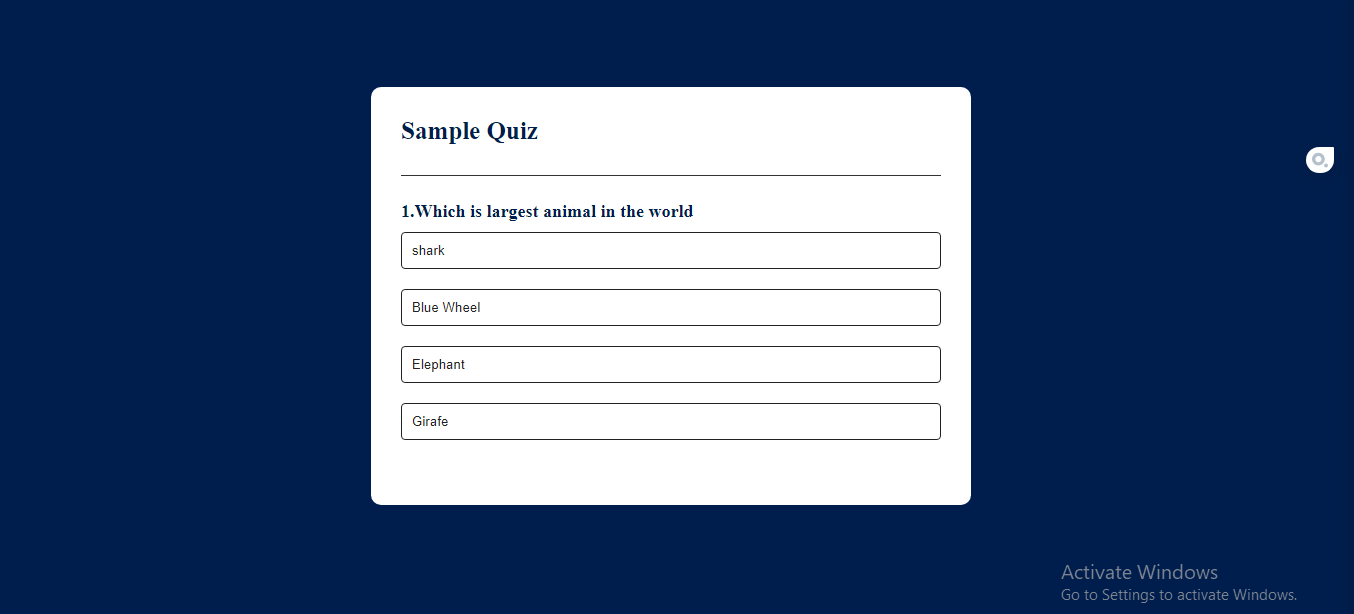 Sample Quiz
1.Which is largest animal in the world
shark
Blue Wheel
Elephant
Girafe
Activate Windows
Go to Settings to activate Windows.